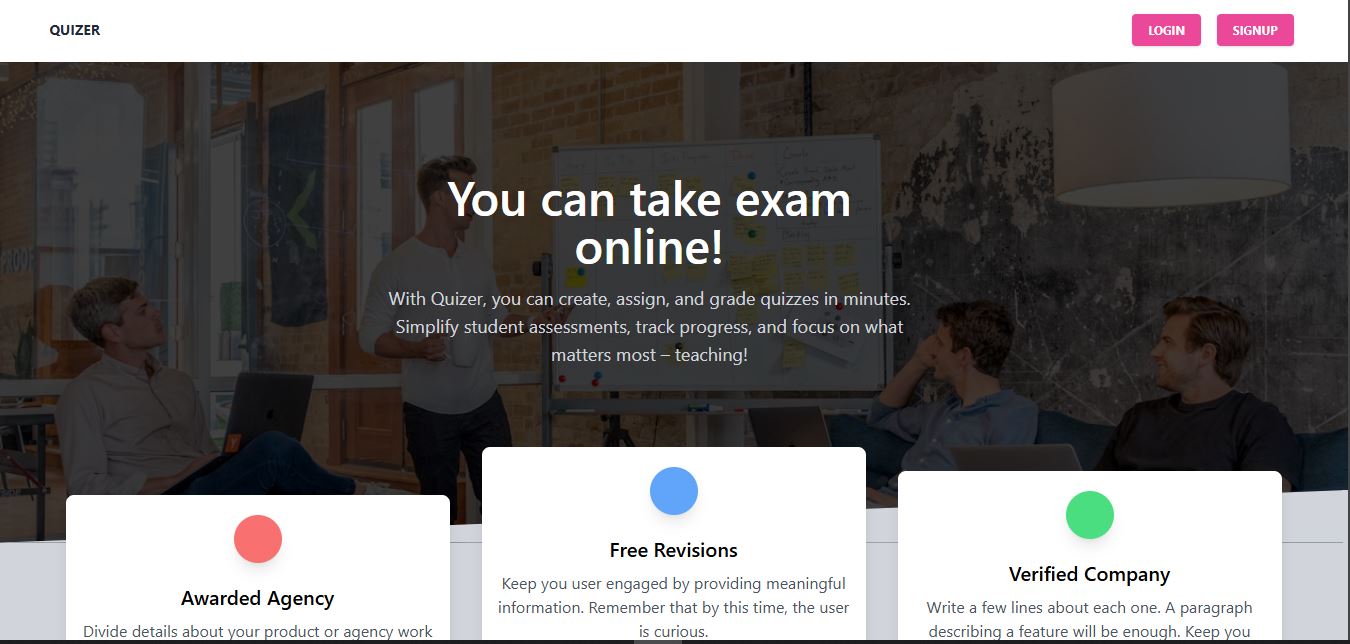 QUIZER
LOGIN
SIGNUP
You can take exam
online!
With Quizer, you can create, assign, and grade quizzes in minutes.
Simplify student assessments, track progress, and focus on what
matters most – teaching!
Awarded Agency
Divide details about your product or agency work
Free Revisions
Keep you user engaged by providing meaningful
information. Remember that by this time, the user
is curious.
Verified Company
Write a few lines about each one. A paragraph
describing a feature will be enough. Keep you